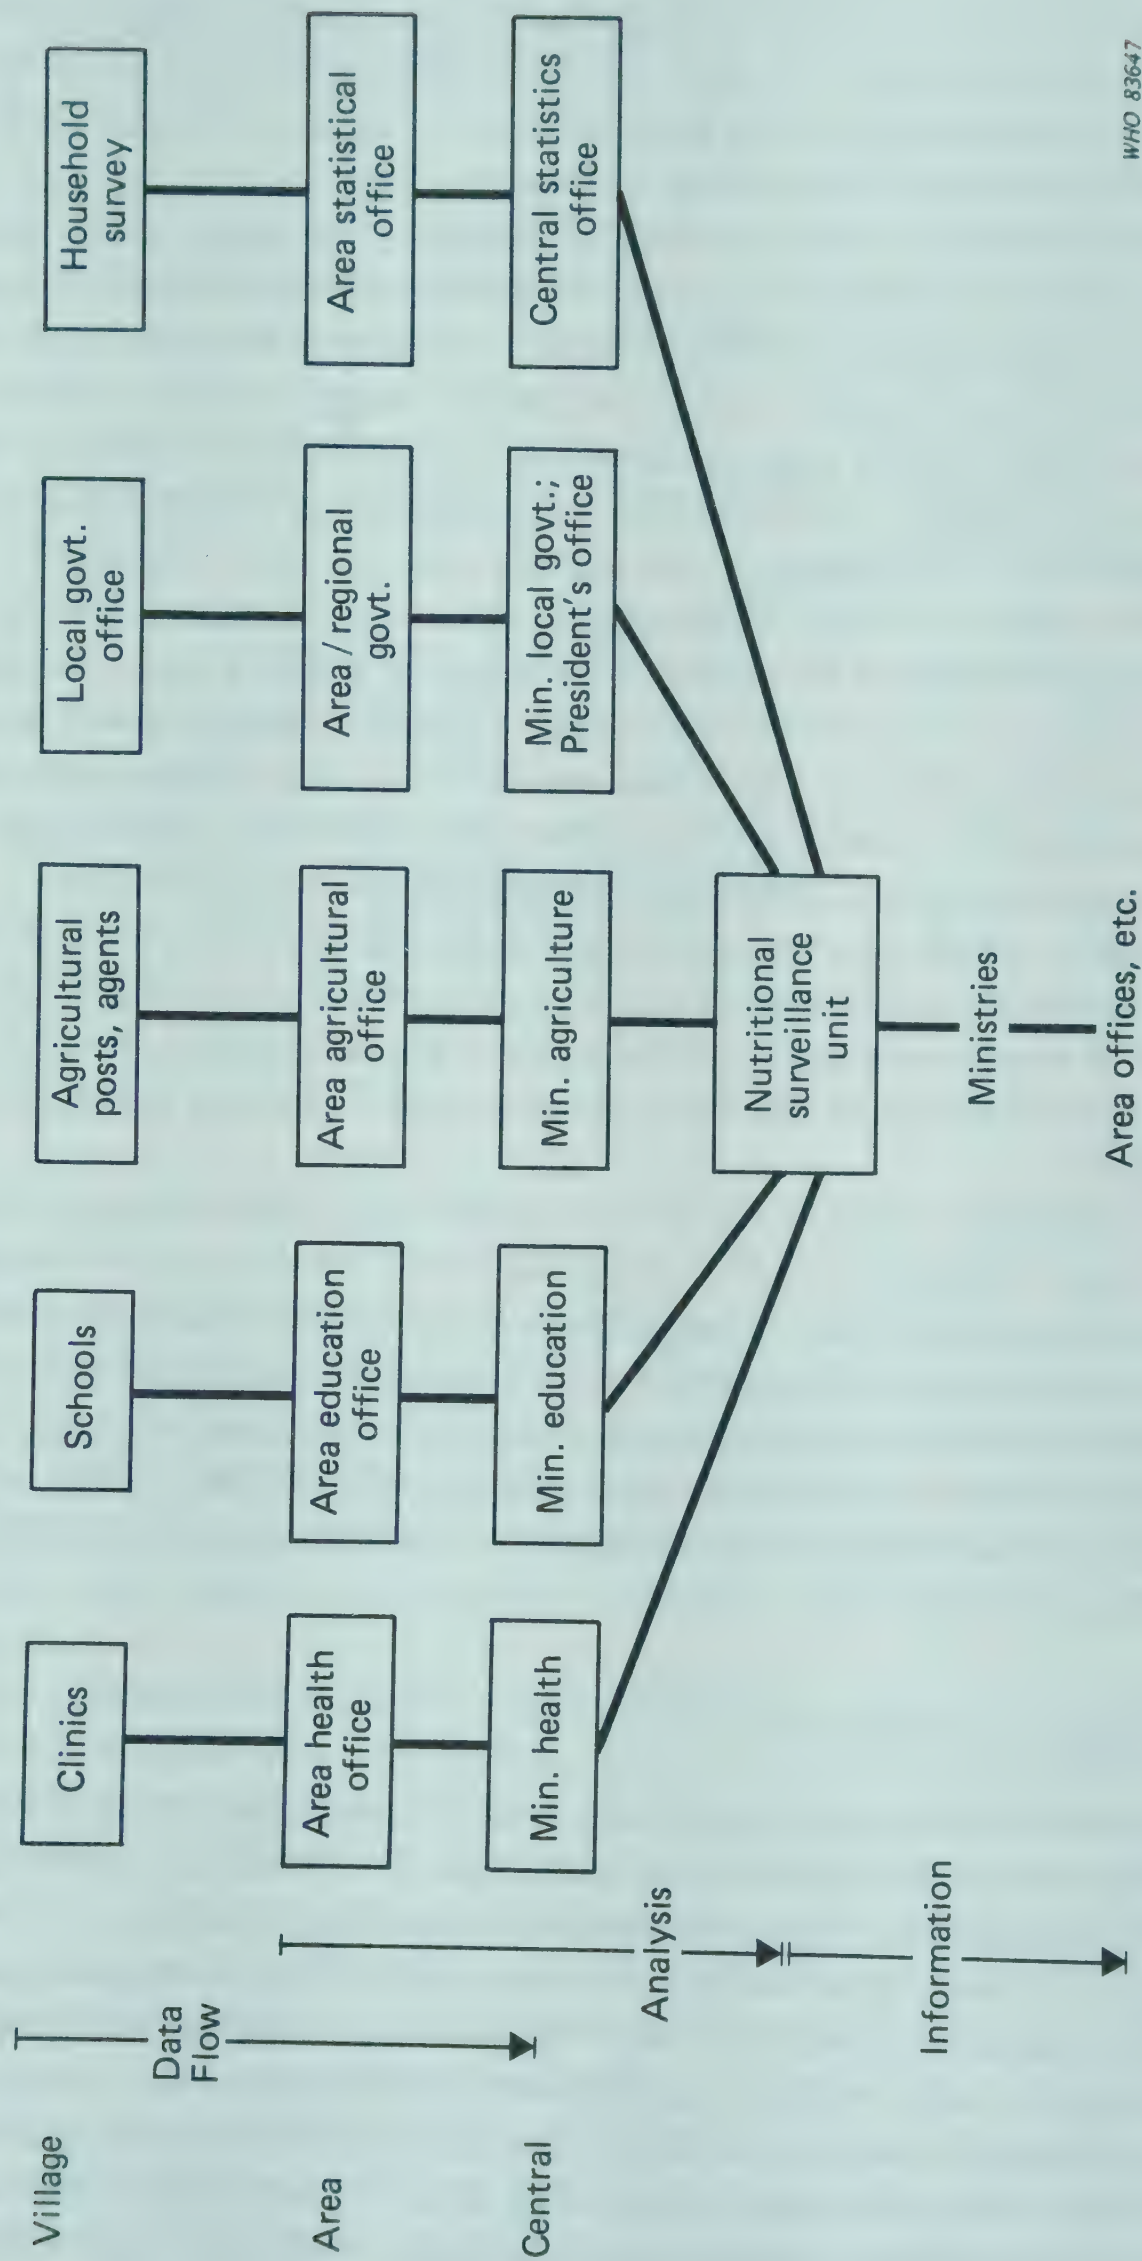 Village
Area
Central
Data
Flow
Analysis
Information
Clinics
Schools
Agricultural
posts, agents
Local govt.
office
Household
survey
Area health
office
Area education
office
Area agricultural
office
Area / regional
govt.
Area statistical
office
Min. health
Min. education
Min. agriculture
Min. local govt.;
President's office
Central statistics
office
Nutritional
surveillance
unit
Ministries
Area offices, etc.
WHO 83647